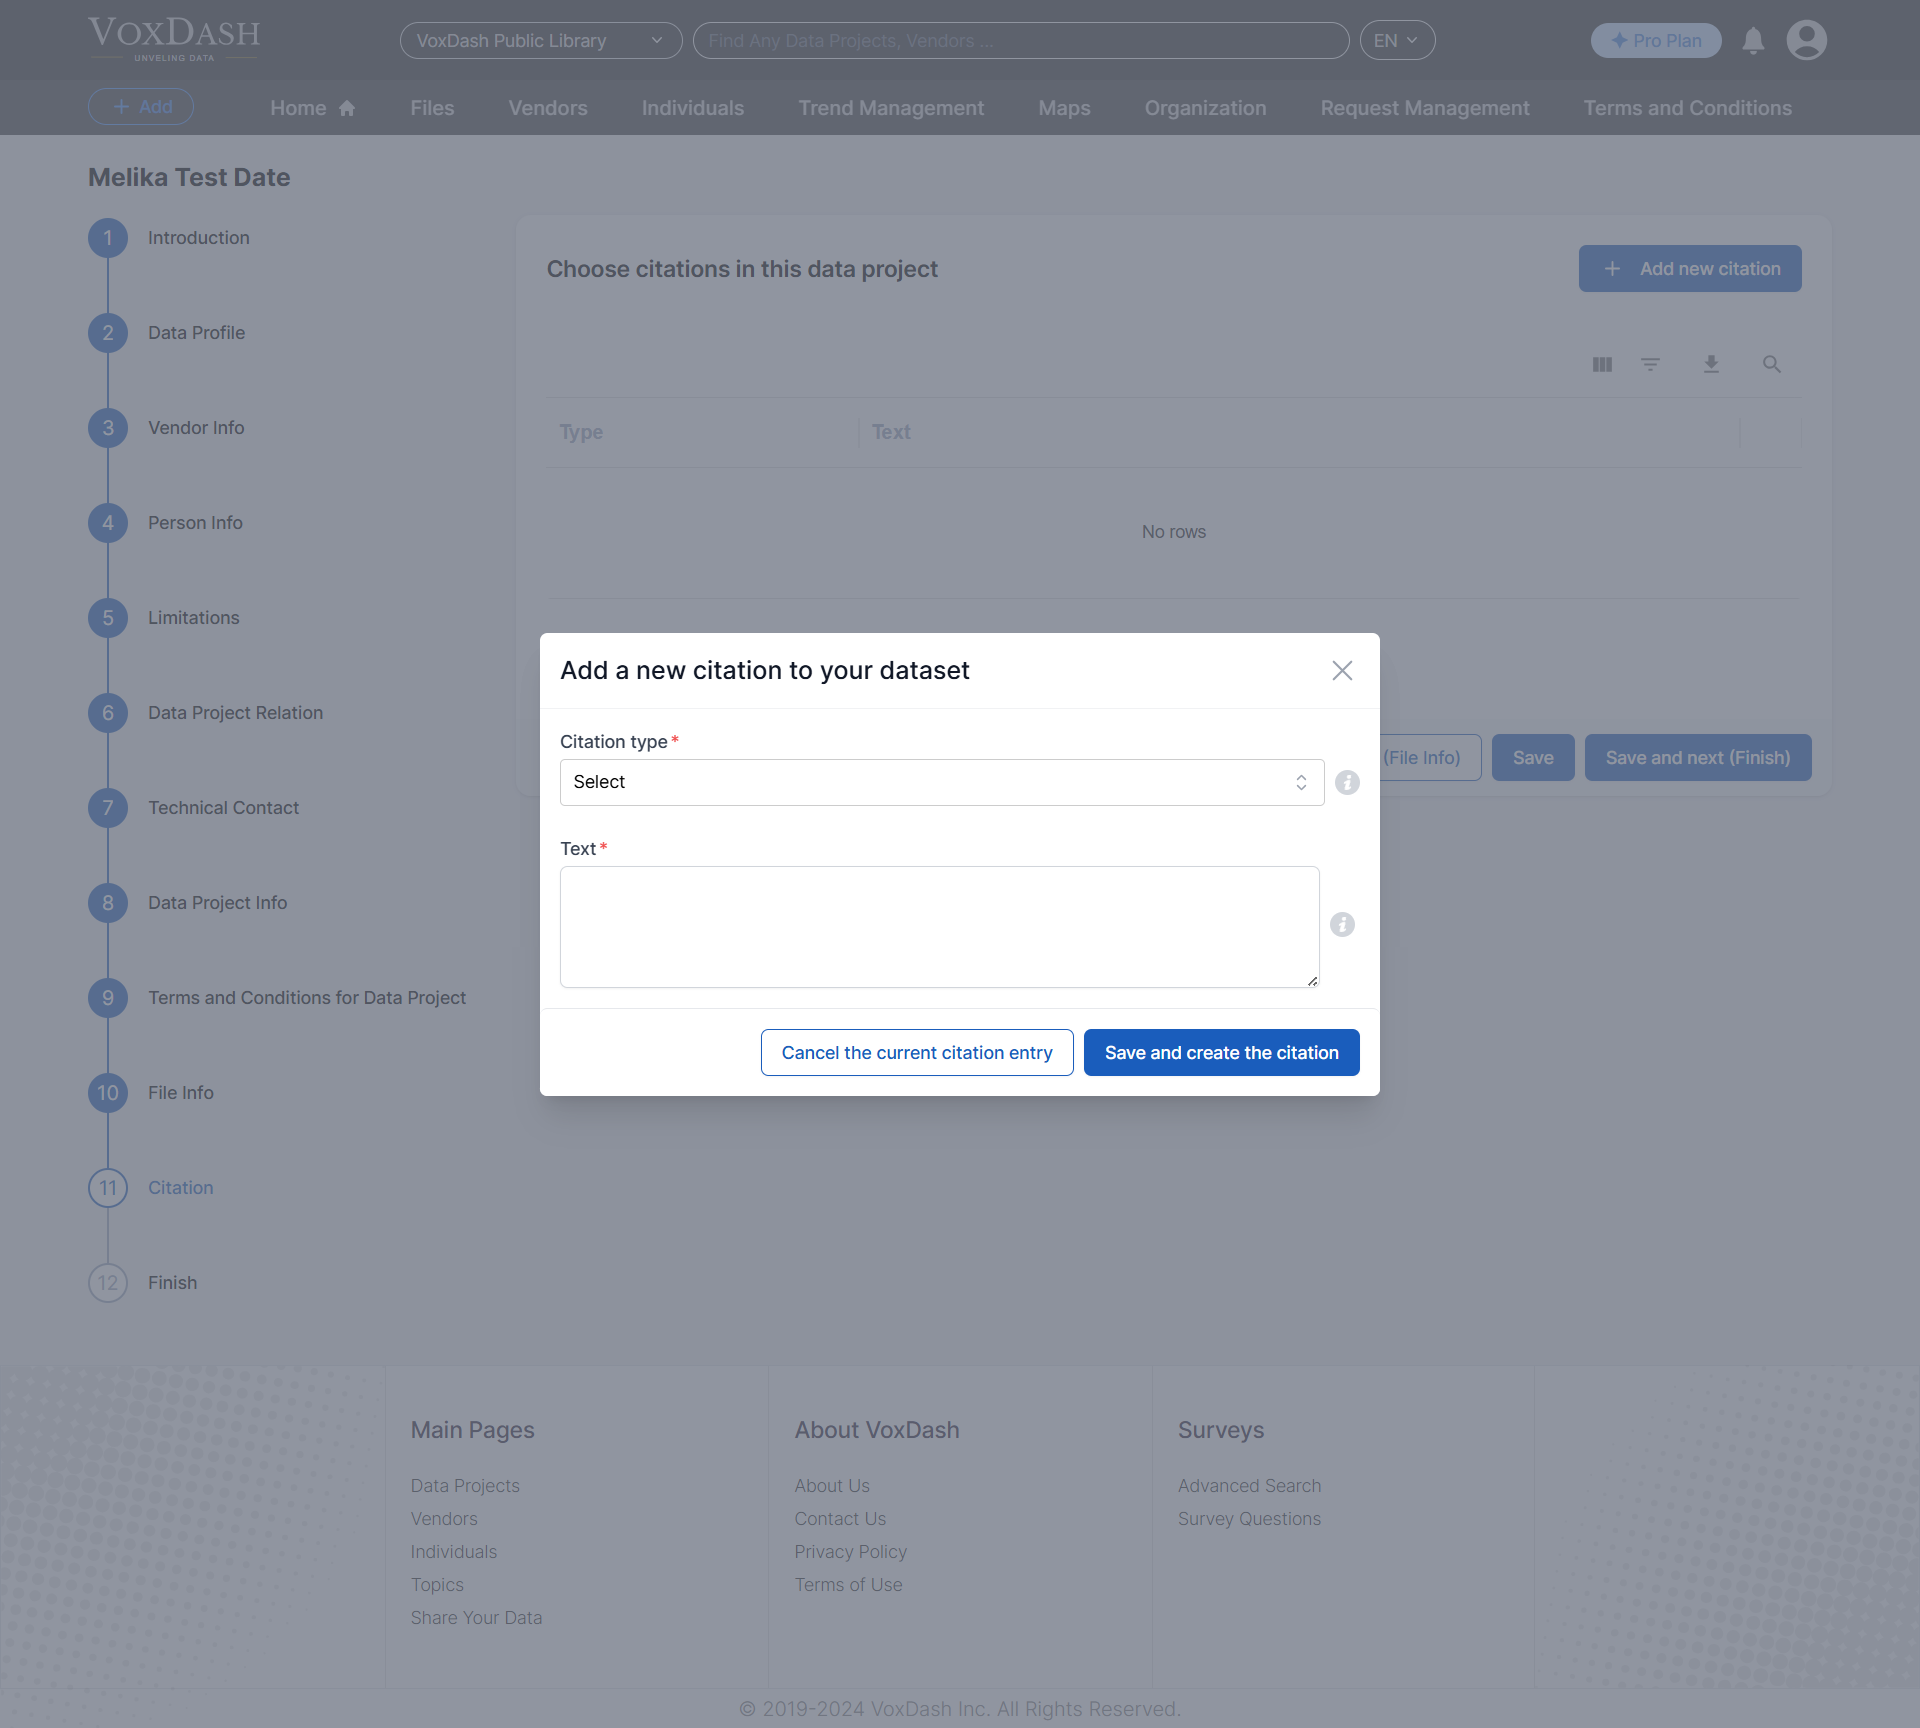 VOXDASH
UNVELING DATA
VoxDash Public Library
Find Any Data Projects, Vendors ...
EN
Pro Plan
Add
Home
Files
Vendors
Individuals
Trend Management
Maps
Organization
Request Management
Terms and Conditions
Melika Test Date
1 Introduction
2 Data Profile
3 Vendor Info
4 Person Info
5 Limitations
6 Data Project Relation
7 Technical Contact
8 Data Project Info
9 Terms and Conditions for Data Project
10 File Info
11 Citation
12 Finish
Choose citations in this data project
+ Add new citation
Type Text
No rows
(File Info)
Save
Save and next (Finish)
Add a new citation to your dataset
Citation type*
Select
Text*
Cancel the current citation entry
Save and create the citation
Main Pages
Data Projects
Vendors
Individuals
Topics
Share Your Data
About VoxDash
About Us
Contact Us
Privacy Policy
Terms of Use
Surveys
Advanced Search
Survey Questions
© 2019-2024 VoxDash Inc. All Rights Reserved.